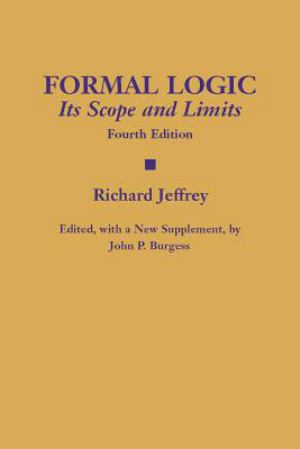 FORMAL LOGIC
Its Scope and Limits
Fourth Edition
Richard Jeffrey
Edited, with a New Supplement, by
John P. Burgess